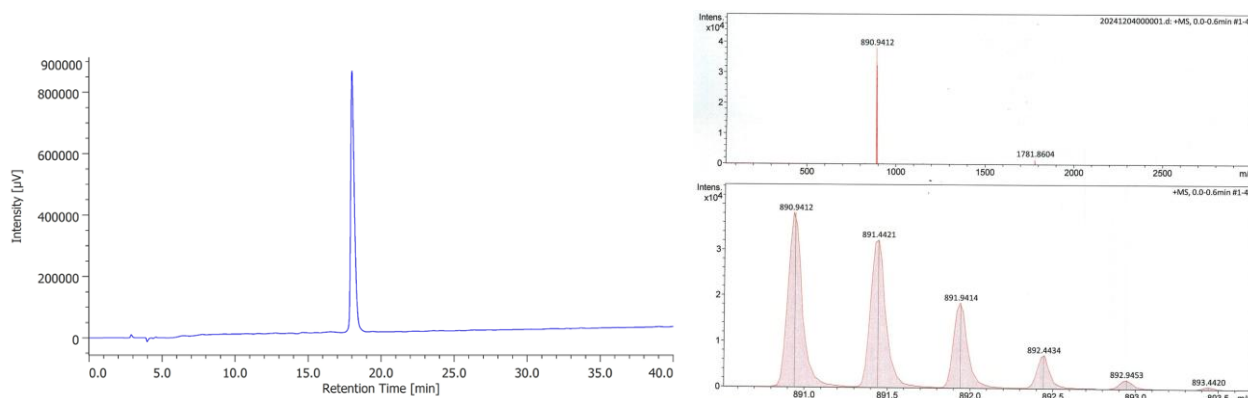 Intensity [µV]
900000
800000
600000
400000
200000
0
0.0 5.0 10.0 15.0 20.0 25.0 30.0 35.0 40.0
Retention Time [min]
Intens.
x10⁴
20241204000001.d: +MS, 0.0-0.6min #1-4
4
3
2
1
0
890.9412
1781.8604
500 1000 1500 2000 2500
Intens.
x10⁴
+MS, 0.0-0.6min #1-4
3
2
1
0
890.9412
891.4421
891.9414
892.4434
892.9453
893.4420
891.0 891.5 892.0 892.5 893.0